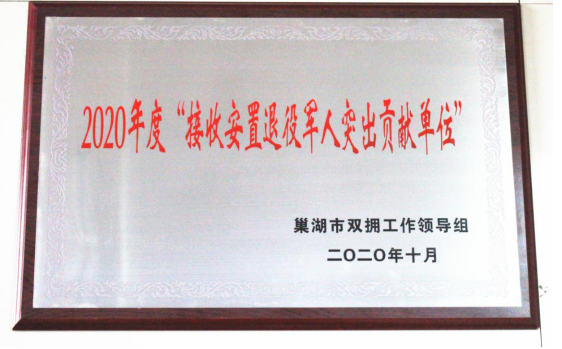 2020年度“接收安置退役军人突出贡献单位”
巢湖市双拥工作领导组
二〇二〇年十月